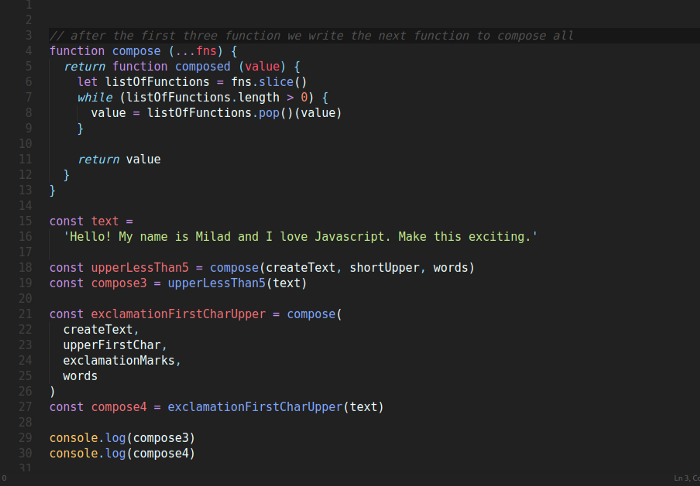 1
2
3 // after the first three function we write the next function to compose all
4 function compose (...fns) {
5   return function composed (value) {
6     let listOfFunctions = fns.slice()
7     while (listOfFunctions.length > 0) {
8       value = listOfFunctions.pop()(value)
9     }
10
11     return value
12   }
13 }
14
15 const text =
16   'Hello! My name is Milad and I love Javascript. Make this exciting.'
17
18 const upperLessThan5 = compose(createText, shortUpper, words)
19 const compose3 = upperLessThan5(text)
20
21 const exclamationFirstCharUpper = compose(
22   createText,
23   upperFirstChar,
24   exclamationMarks,
25   words
26 )
27 const compose4 = exclamationFirstCharUpper(text)
28
29 console.log(compose3)
30 console.log(compose4)
31
0 Ln 3, Co